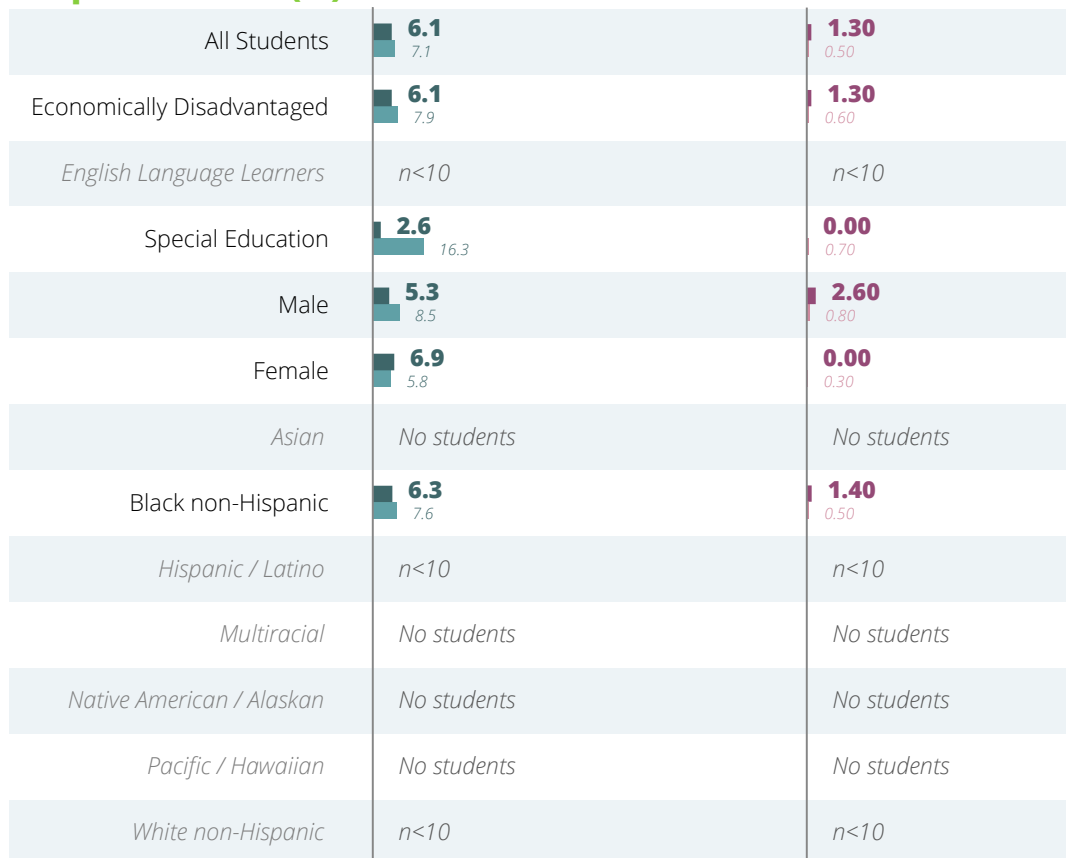 All Students 6.1 1.30
7.1 0.50
Economically Disadvantaged 6.1 1.30
7.9 0.60
English Language Learners n<10 n<10
Special Education 2.6 0.00
16.3 0.70
Male 5.3 2.60
8.5 0.80
Female 6.9 0.00
5.8 0.30
Asian No students No students
Black non-Hispanic 6.3 1.40
7.6 0.50
Hispanic / Latino n<10 n<10
Multiracial No students No students
Native American / Alaskan No students No students
Pacific / Hawaiian No students No students
White non-Hispanic n<10 n<10